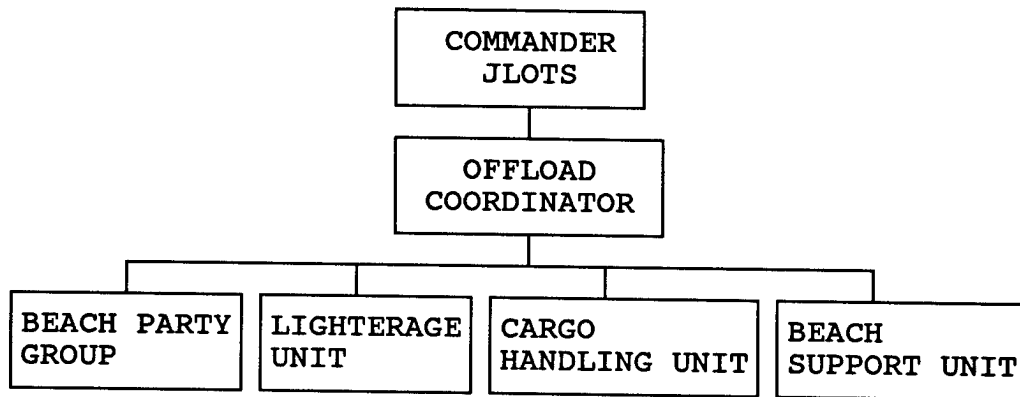 COMMANDER
JLOTS
OFFLOAD
COORDINATOR
BEACH PARTY
GROUP
LIGHTERAGE
UNIT
CARGO
HANDLING UNIT
BEACH
SUPPORT UNIT